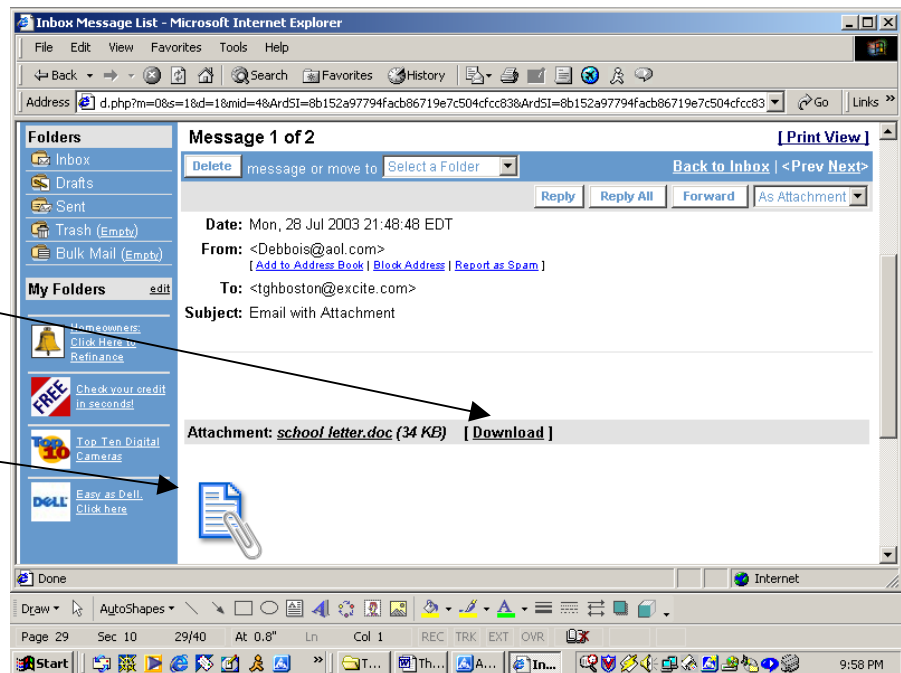 Inbox Message List - Microsoft Internet Explorer
File Edit View Favorites Tools Help
Back Search Favorites History
Address d.php?m=08&s=1&d=1&mid=4&ArdSI=8b152a97794facb86719e7c504cfcc838&ArdSI=8b152a97794facb86719e7c504cfcc83 Go Links »
Folders
Inbox
Drafts
Sent
Trash (Empty)
Bulk Mail (Empty)
My Folders edit
Homeowners:
Click Here to
Refinance
FREE
Check your credit
in seconds!
Top 10
Top Ten Digital
Cameras
DELL
Easy as Dell.
Click here
Message 1 of 2 [ Print View ]
Delete message or move to Select a Folder Back to Inbox | <Prev Next>
Reply Reply All Forward As Attachment
Date: Mon, 28 Jul 2003 21:48:48 EDT
From: <Debbois@aol.com>
[ Add to Address Book | Block Address | Report as Spam ]
To: <tghboston@excite.com>
Subject: Email with Attachment
Attachment: school letter.doc (34 KB) [ Download ]
Done Internet
Draw AutoShapes
Page 29 Sec 10 29/40 At 0.8" Ln Col 1 REC TRK EXT OVR
Start » T... Th... A... In... 9:58 PM